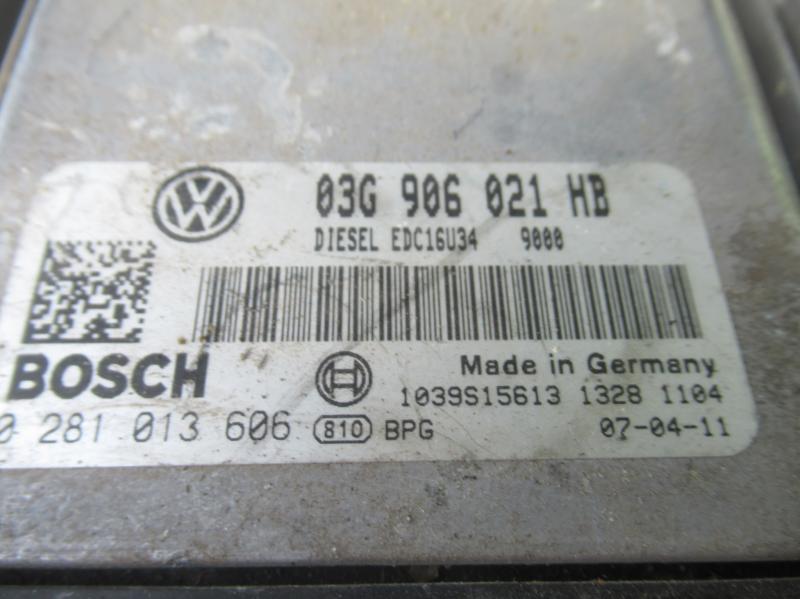 VW 03G 906 021 HB
DIESEL EDC16U34 9000
BOSCH
Made in Germany
1039S15613 1328 1104
0 281 013 606 810 BPG 07-04-11